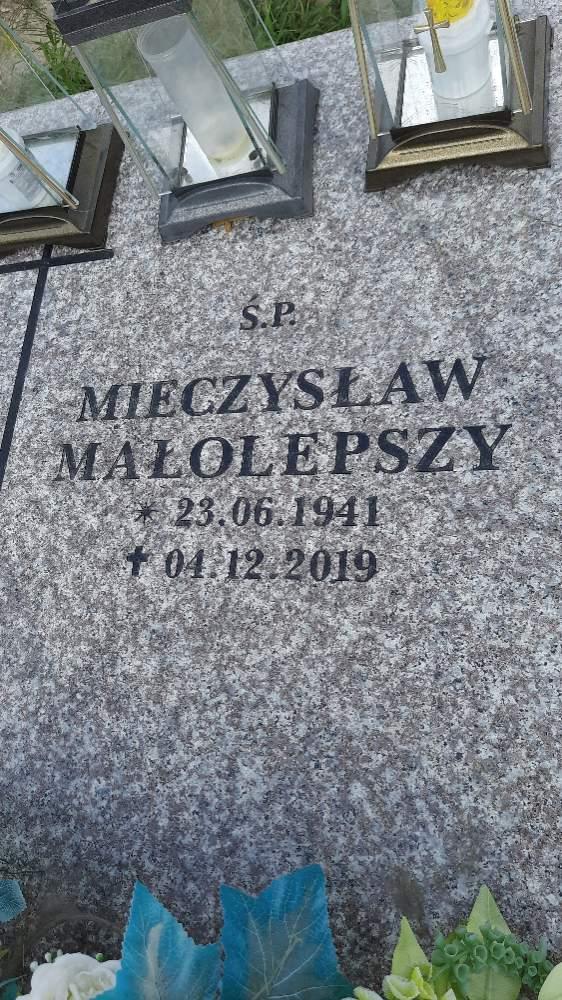 Ś.P.
MIECZYSŁAW
MAŁOLEPSZY
* 23.06.1941
✝ 04.12.2019